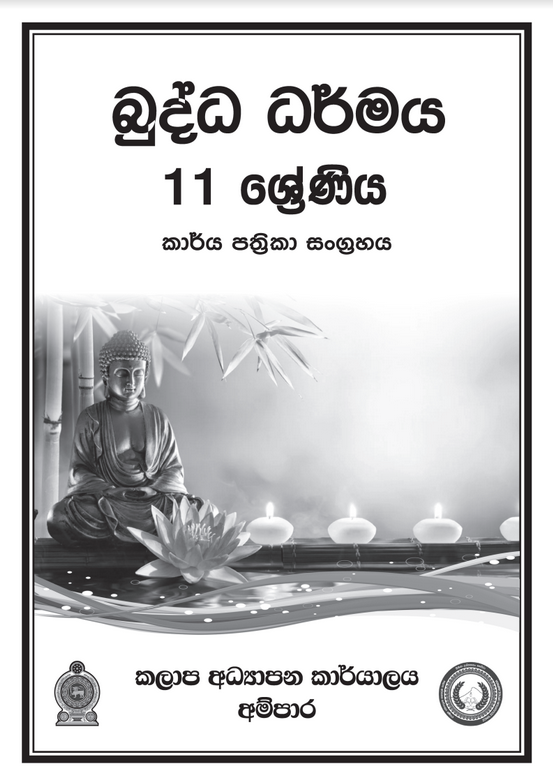 බුද්ධ ධර්මය
11 ශ්‍රේණිය
කාර්ය පත්‍රිකා සංග්‍රහය
කලාප අධ්‍යාපන කාර්යාලය
අම්පාර